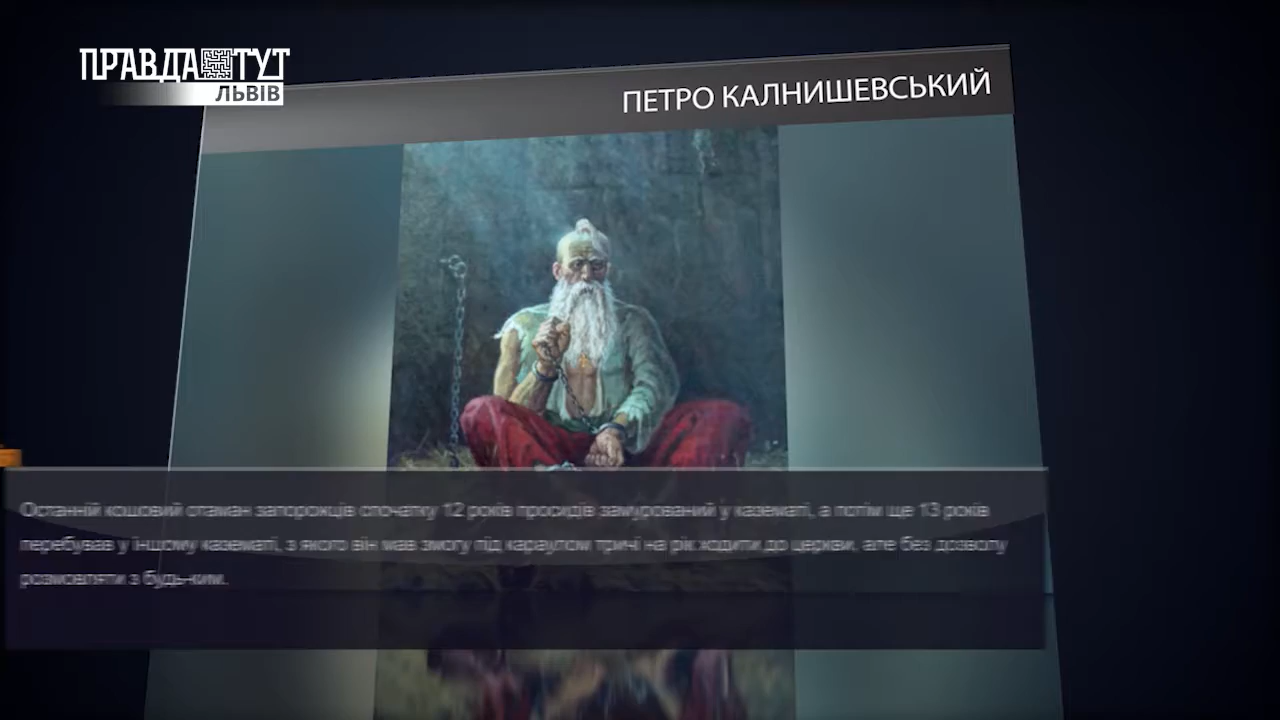 ПРАВДА ТУТ
ЛЬВІВ
ПЕТРО КАЛНИШЕВСЬКИЙ
Останній кошовий отаман запорожців спочатку 12 років просидів замурований у казематі, а потім ще 13 років
перебував у іншому казематі, з якого він мав змогу під караулом тричі на рік ходити до церкви, але без дозволу
розмовляти з будь-ким.